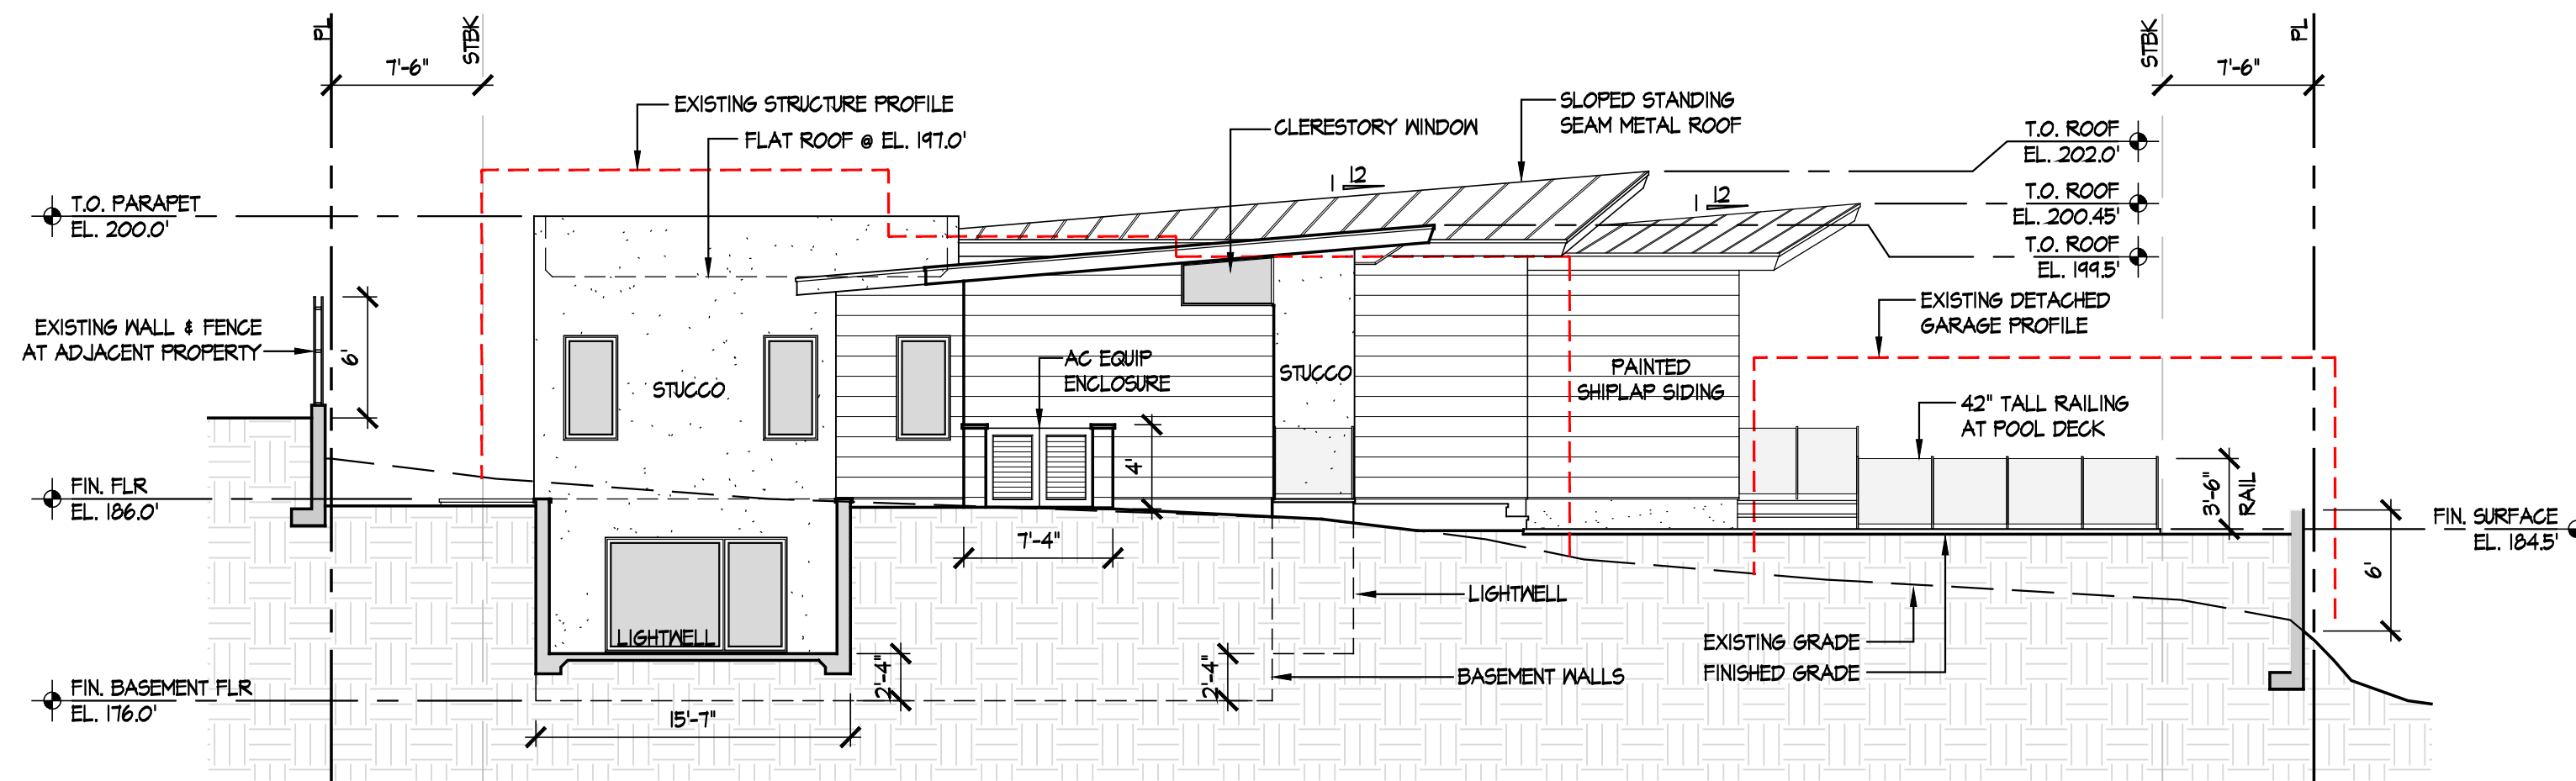 PL
7'-6"
STBK
STBK
7'-6"
PL
EXISTING STRUCTURE PROFILE
FLAT ROOF @ EL. 197.0'
CLERESTORY WINDOW
SLOPED STANDING
SEAM METAL ROOF
T.O. ROOF
EL. 202.0'
T.O. ROOF
EL. 200.45'
T.O. ROOF
EL. 199.5'
1 12
1 12
T.O. PARAPET
EL. 200.0'
EXISTING WALL & FENCE
AT ADJACENT PROPERTY
6'
STUCCO
AC EQUIP
ENCLOSURE
4'
STUCCO
PAINTED
SHIPLAP SIDING
EXISTING DETACHED
GARAGE PROFILE
42" TALL RAILING
AT POOL DECK
3'-6"
RAIL
FIN. FLR
EL. 186.0'
FIN. SURFACE
EL. 184.5'
6'
7'-4"
LIGHTWELL
LIGHTWELL
EXISTING GRADE
FINISHED GRADE
2'-4"
2'-4"
BASEMENT WALLS
FIN. BASEMENT FLR
EL. 176.0'
15'-7"